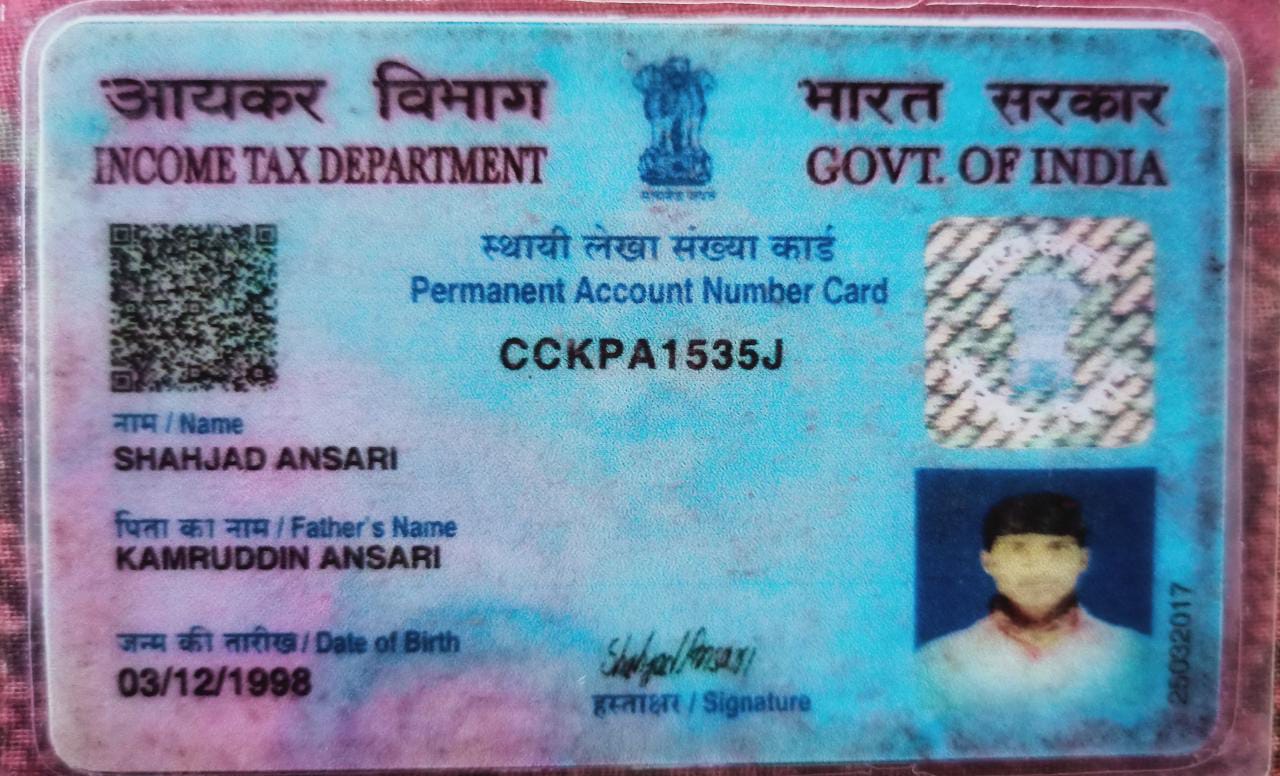 आयकर विभाग
INCOME TAX DEPARTMENT
भारत सरकार
GOVT. OF INDIA
स्थायी लेखा संख्या कार्ड
Permanent Account Number Card
CCKPA1535J
नाम / Name
SHAHJAD ANSARI
पिता का नाम / Father's Name
KAMRUDDIN ANSARI
जन्म की तारीख / Date of Birth
03/12/1998
Shahjad Ansari
हस्ताक्षर / Signature
25032017